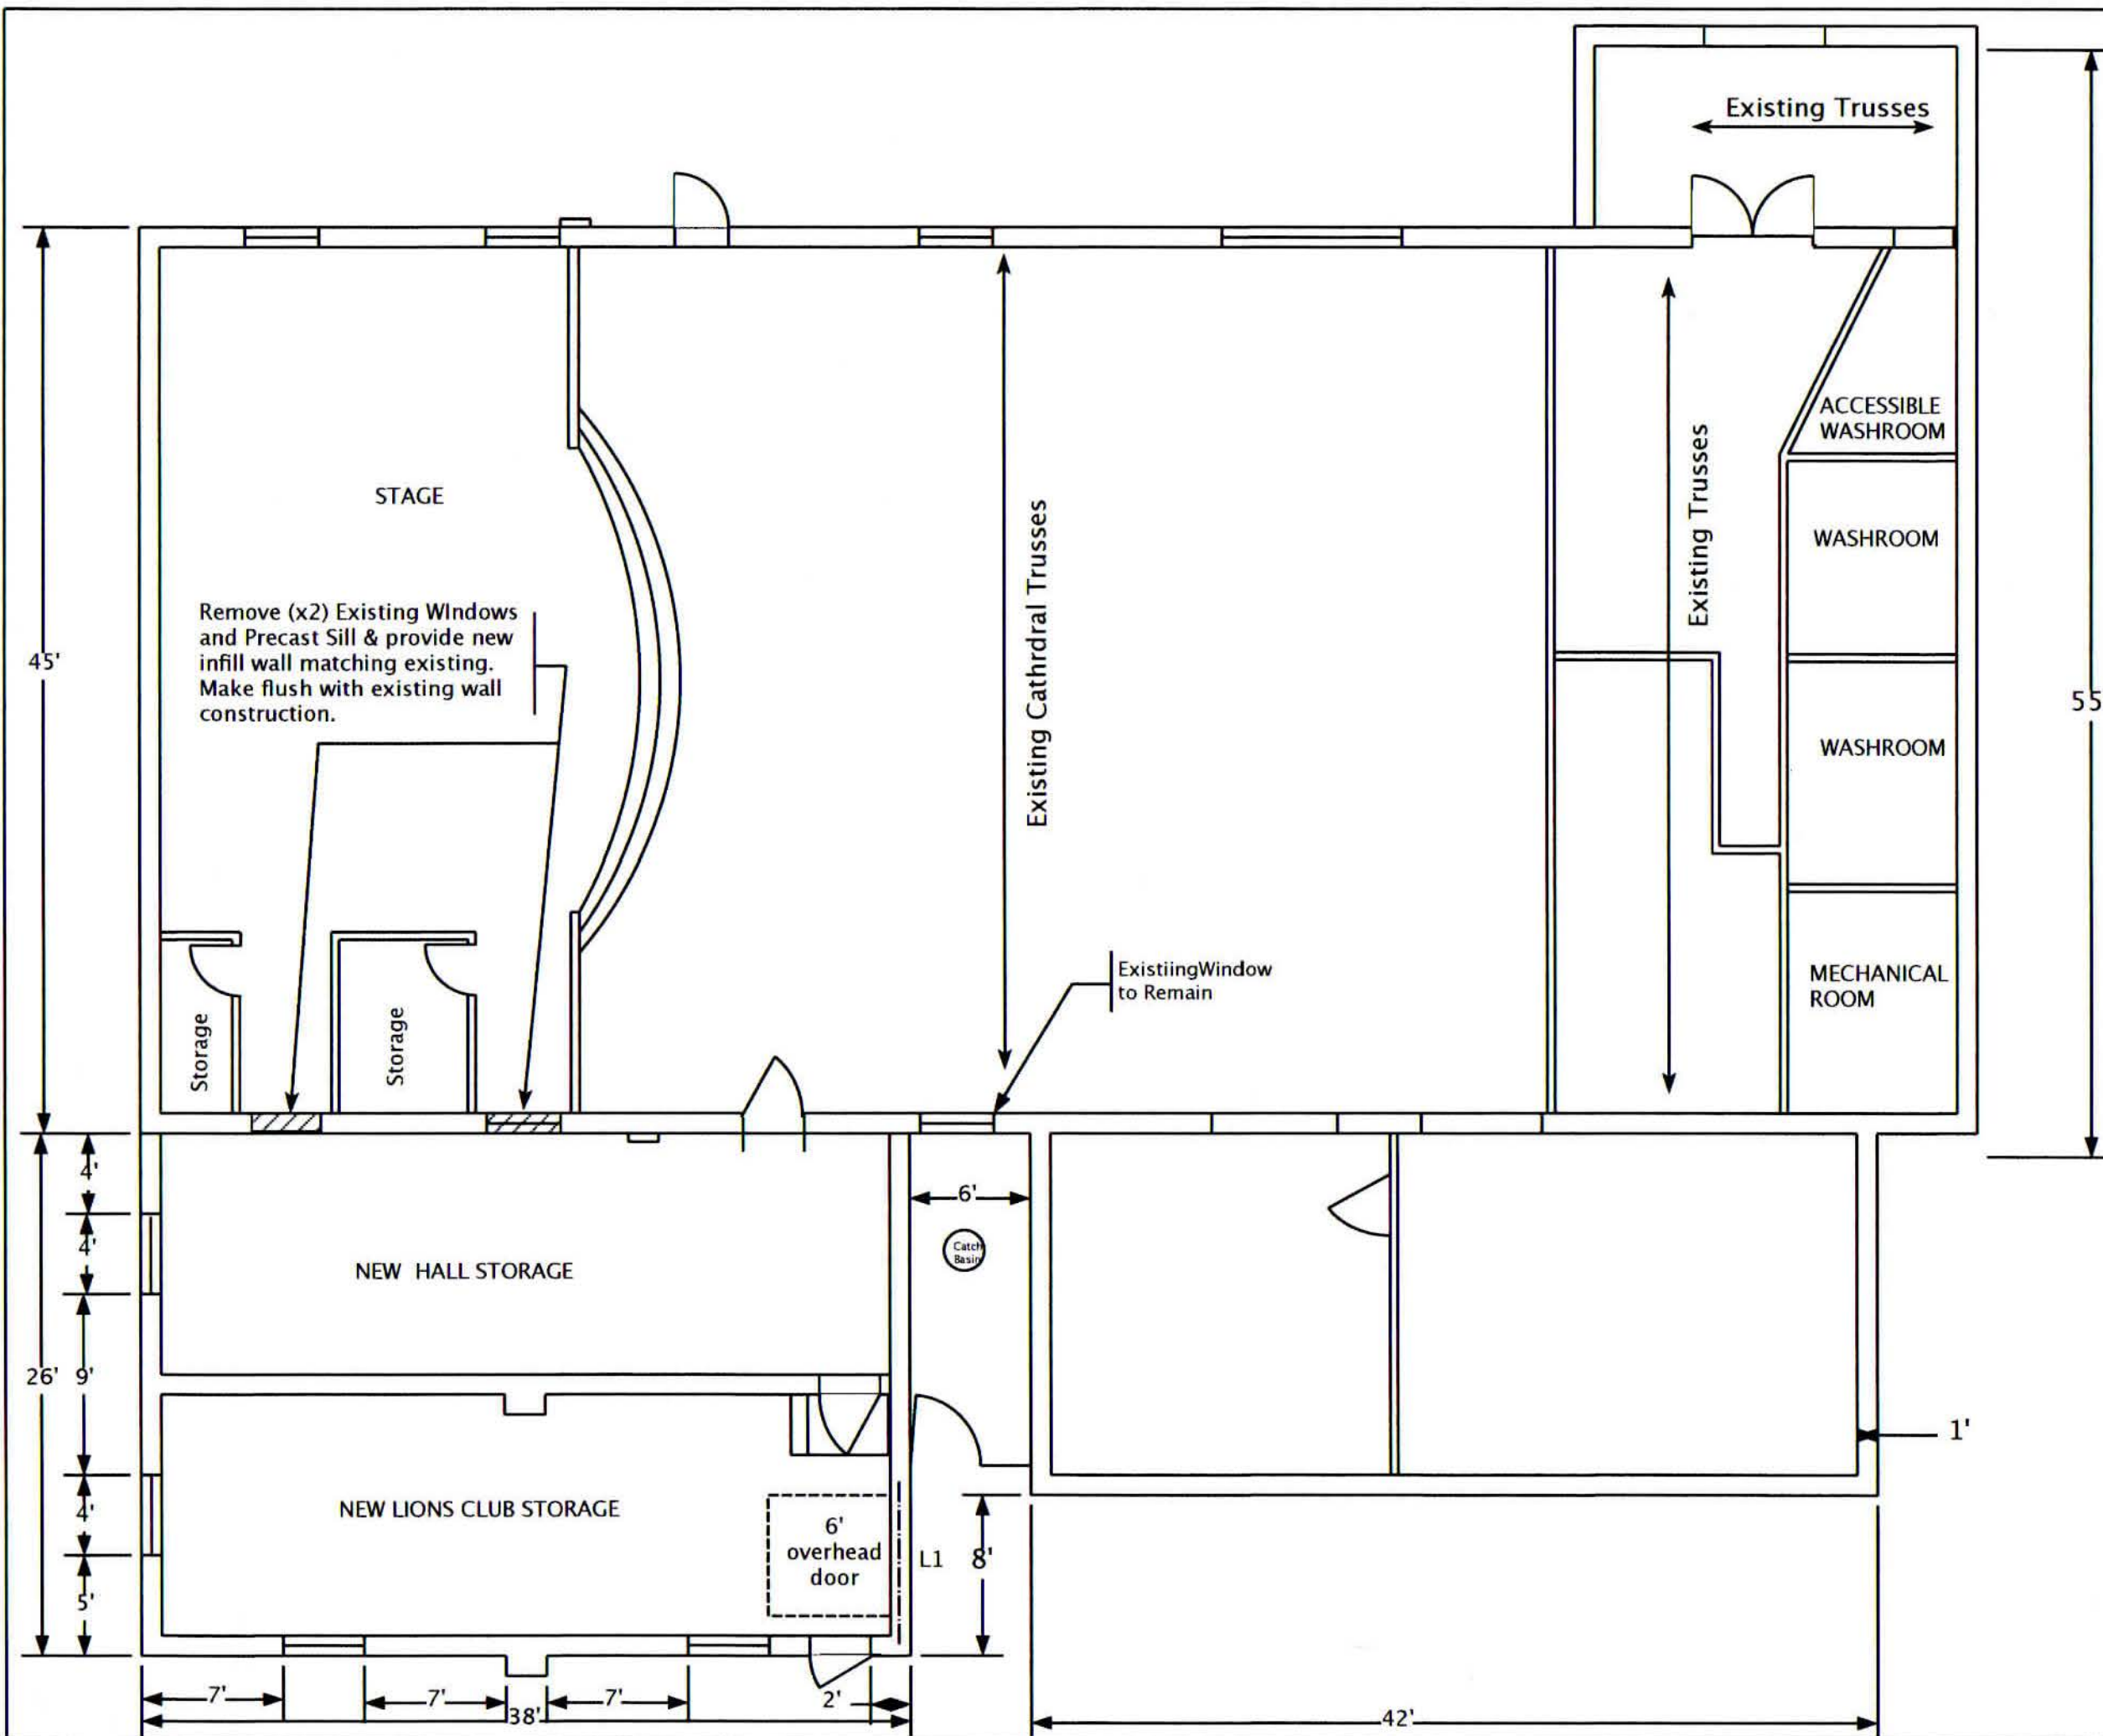 Existing Trusses
STAGE
ACCESSIBLE
WASHROOM
WASHROOM
Existing Trusses
Existing Cathrdral Trusses
Remove (x2) Existing WIndows
and Precast Sill & provide new
infill wall matching existing.
Make flush with existing wall
construction.
45'
55
WASHROOM
ExistiingWindow
to Remain
MECHANICAL
ROOM
Storage
Storage
4'
6'
4'
Catch
Basin
NEW HALL STORAGE
26'
9'
1'
NEW LIONS CLUB STORAGE
4'
6'
overhead
door
L1
8'
5'
7'
7'
7'
2'
38'
42'